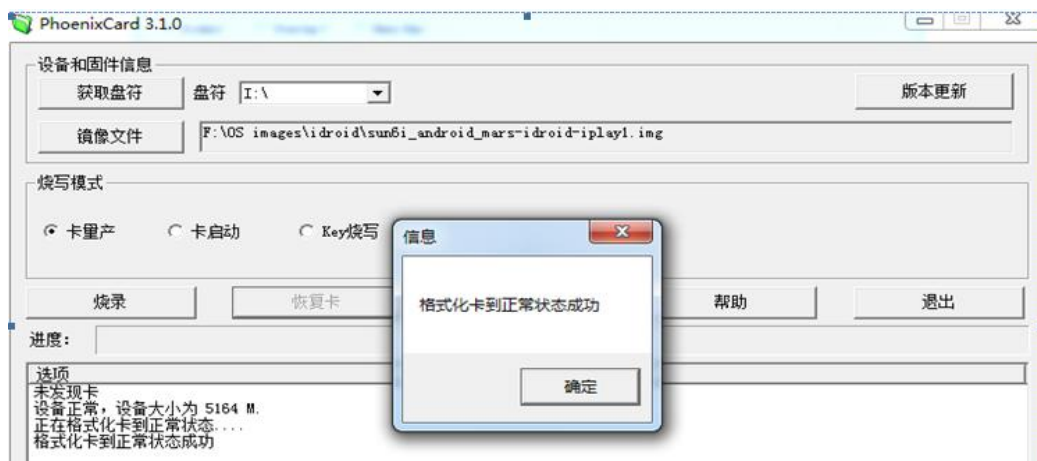 PhoenixCard 3.1.0
设备和固件信息
获取盘符 盘符 I:\ 版本更新
镜像文件 F:\OS images\idroid\sun6i_android_mars-idroid-iplay1.img
烧写模式
卡量产 卡启动 Key烧写
信息
格式化卡到正常状态成功
确定
烧录 恢复卡 帮助 退出
进度:
选项
未发现卡
设备正常，设备大小为 5164 M.
正在格式化卡到正常状态....
格式化卡到正常状态成功